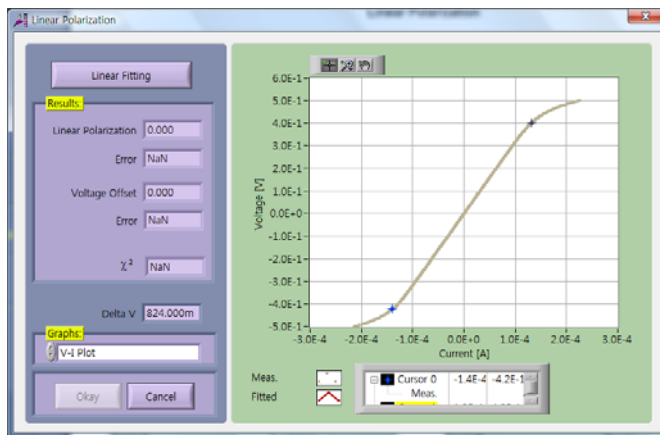 Linear Polarization
Linear Fitting
Results:
Linear Polarization 0.000
Error NaN
Voltage Offset 0.000
Error NaN
χ² NaN
Delta V 824.000m
Graphs:
V-I Plot
Okay Cancel
6.0E-1
5.0E-1
4.0E-1
3.0E-1
2.0E-1
1.0E-1
0.0E+0
-1.0E-1
-2.0E-1
-3.0E-1
-4.0E-1
-5.0E-1
Voltage [V]
-3.0E-4 -2.0E-4 -1.0E-4 0.0E+0 1.0E-4 2.0E-4 3.0E-4
Current [A]
Meas.
Fitted
Cursor 0 -1.4E-4 -4.2E-1
Meas.